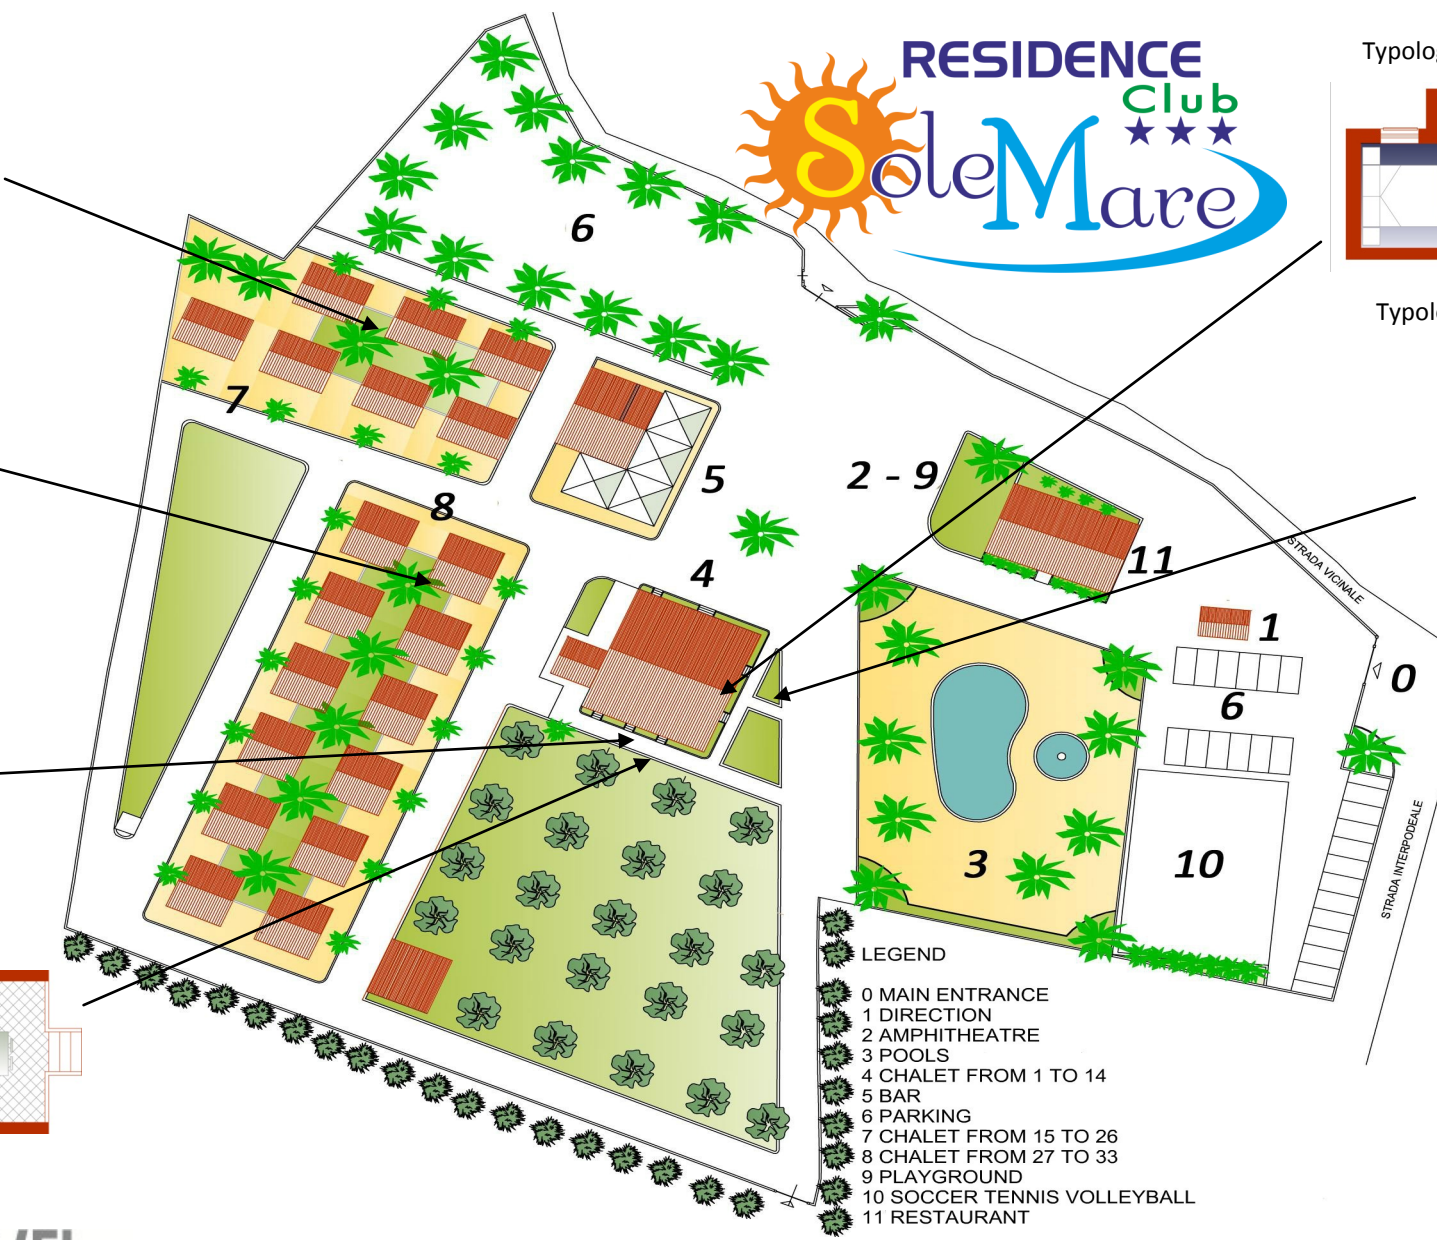 RESIDENCE
Club
SoleMare
6
7
8
5
2 - 9
4
11
STRADA VICINALE
1
0
6
3
10
STRADA INTERPODEALE
LEGEND
0 MAIN ENTRANCE
1 DIRECTION
2 AMPHITHEATRE
3 POOLS
4 CHALET FROM 1 TO 14
5 BAR
6 PARKING
7 CHALET FROM 15 TO 26
8 CHALET FROM 27 TO 33
9 PLAYGROUND
10 SOCCER TENNIS VOLLEYBALL
11 RESTAURANT